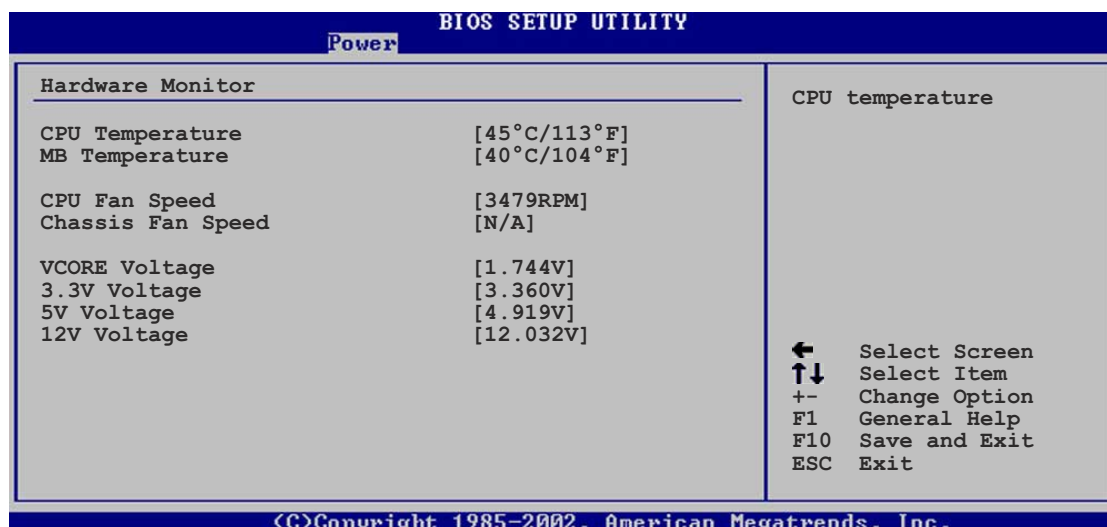 BIOS SETUP UTILITY
Power
Hardware Monitor
CPU Temperature [45°C/113°F]
MB Temperature [40°C/104°F]
CPU Fan Speed [3479RPM]
Chassis Fan Speed [N/A]
VCORE Voltage [1.744V]
3.3V Voltage [3.360V]
5V Voltage [4.919V]
12V Voltage [12.032V]
CPU temperature
← Select Screen
↑↓ Select Item
+- Change Option
F1 General Help
F10 Save and Exit
ESC Exit
(C)Copyright 1985-2002, American Megatrends, Inc.